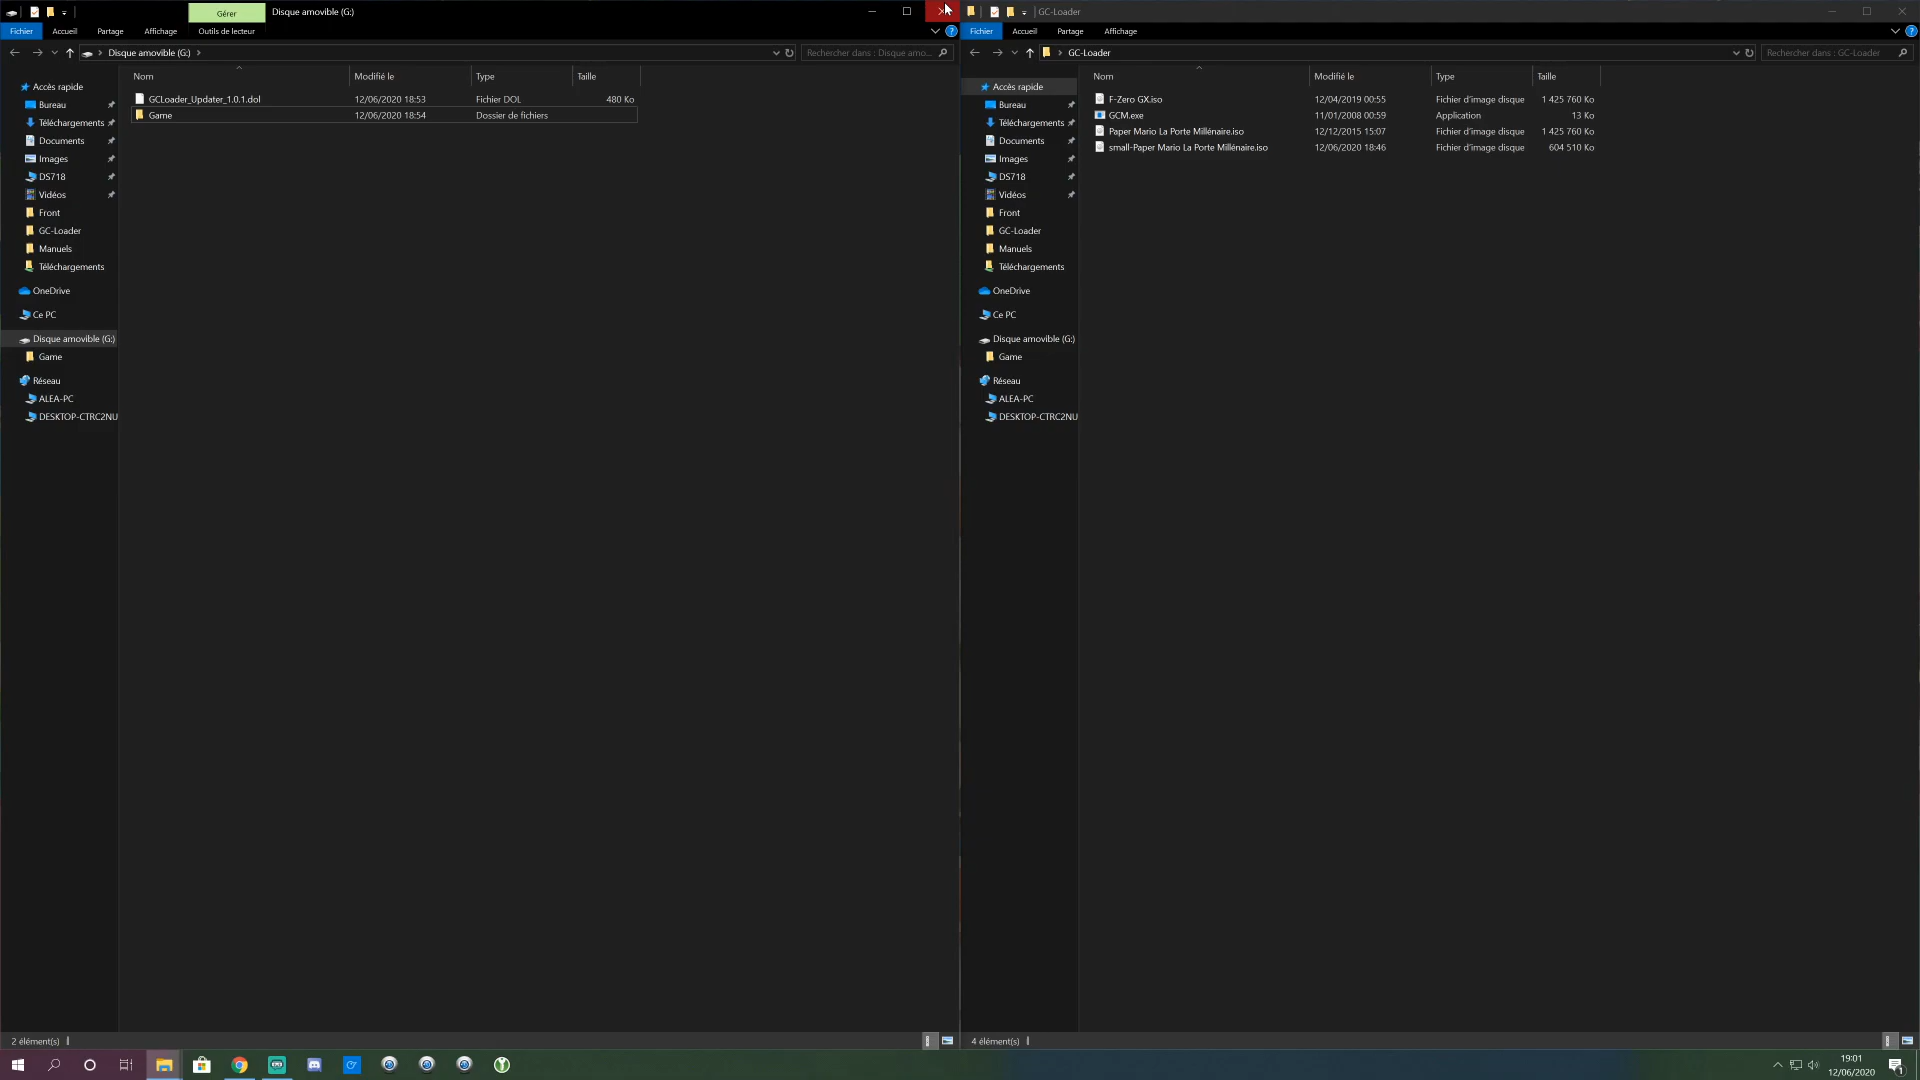 Gérer
Disque amovible (G:)
Fichier
Accueil
Partage
Affichage
Outils de lecteur
Disque amovible (G:)
Rechercher dans : Disque amo...
Nom
Modifié le
Type
Taille
GCLoader_Updater_1.0.1.dol
12/06/2020 18:53
Fichier DOL
480 Ko
Game
12/06/2020 18:54
Dossier de fichiers
Accès rapide
Bureau
Téléchargements
Documents
Images
DS718
Vidéos
Front
GC-Loader
Manuels
Téléchargements
OneDrive
Ce PC
Disque amovible (G:)
Game
Réseau
ALEA-PC
DESKTOP-CTRC2NU
2 élément(s)
GC-Loader
Fichier
Accueil
Partage
Affichage
GC-Loader
Rechercher dans : GC-Loader
Nom
Modifié le
Type
Taille
F-Zero GX.iso
12/04/2019 00:55
Fichier d'image disque
1 425 760 Ko
GCM.exe
11/01/2008 00:59
Application
13 Ko
Paper Mario La Porte Millénaire.iso
12/12/2015 15:07
Fichier d'image disque
1 425 760 Ko
small-Paper Mario La Porte Millénaire.iso
12/06/2020 18:46
Fichier d'image disque
604 510 Ko
Accès rapide
Bureau
Téléchargements
Documents
Images
DS718
Vidéos
Front
GC-Loader
Manuels
Téléchargements
OneDrive
Ce PC
Disque amovible (G:)
Game
Réseau
ALEA-PC
DESKTOP-CTRC2NU
4 élément(s)
19:01
12/06/2020
1